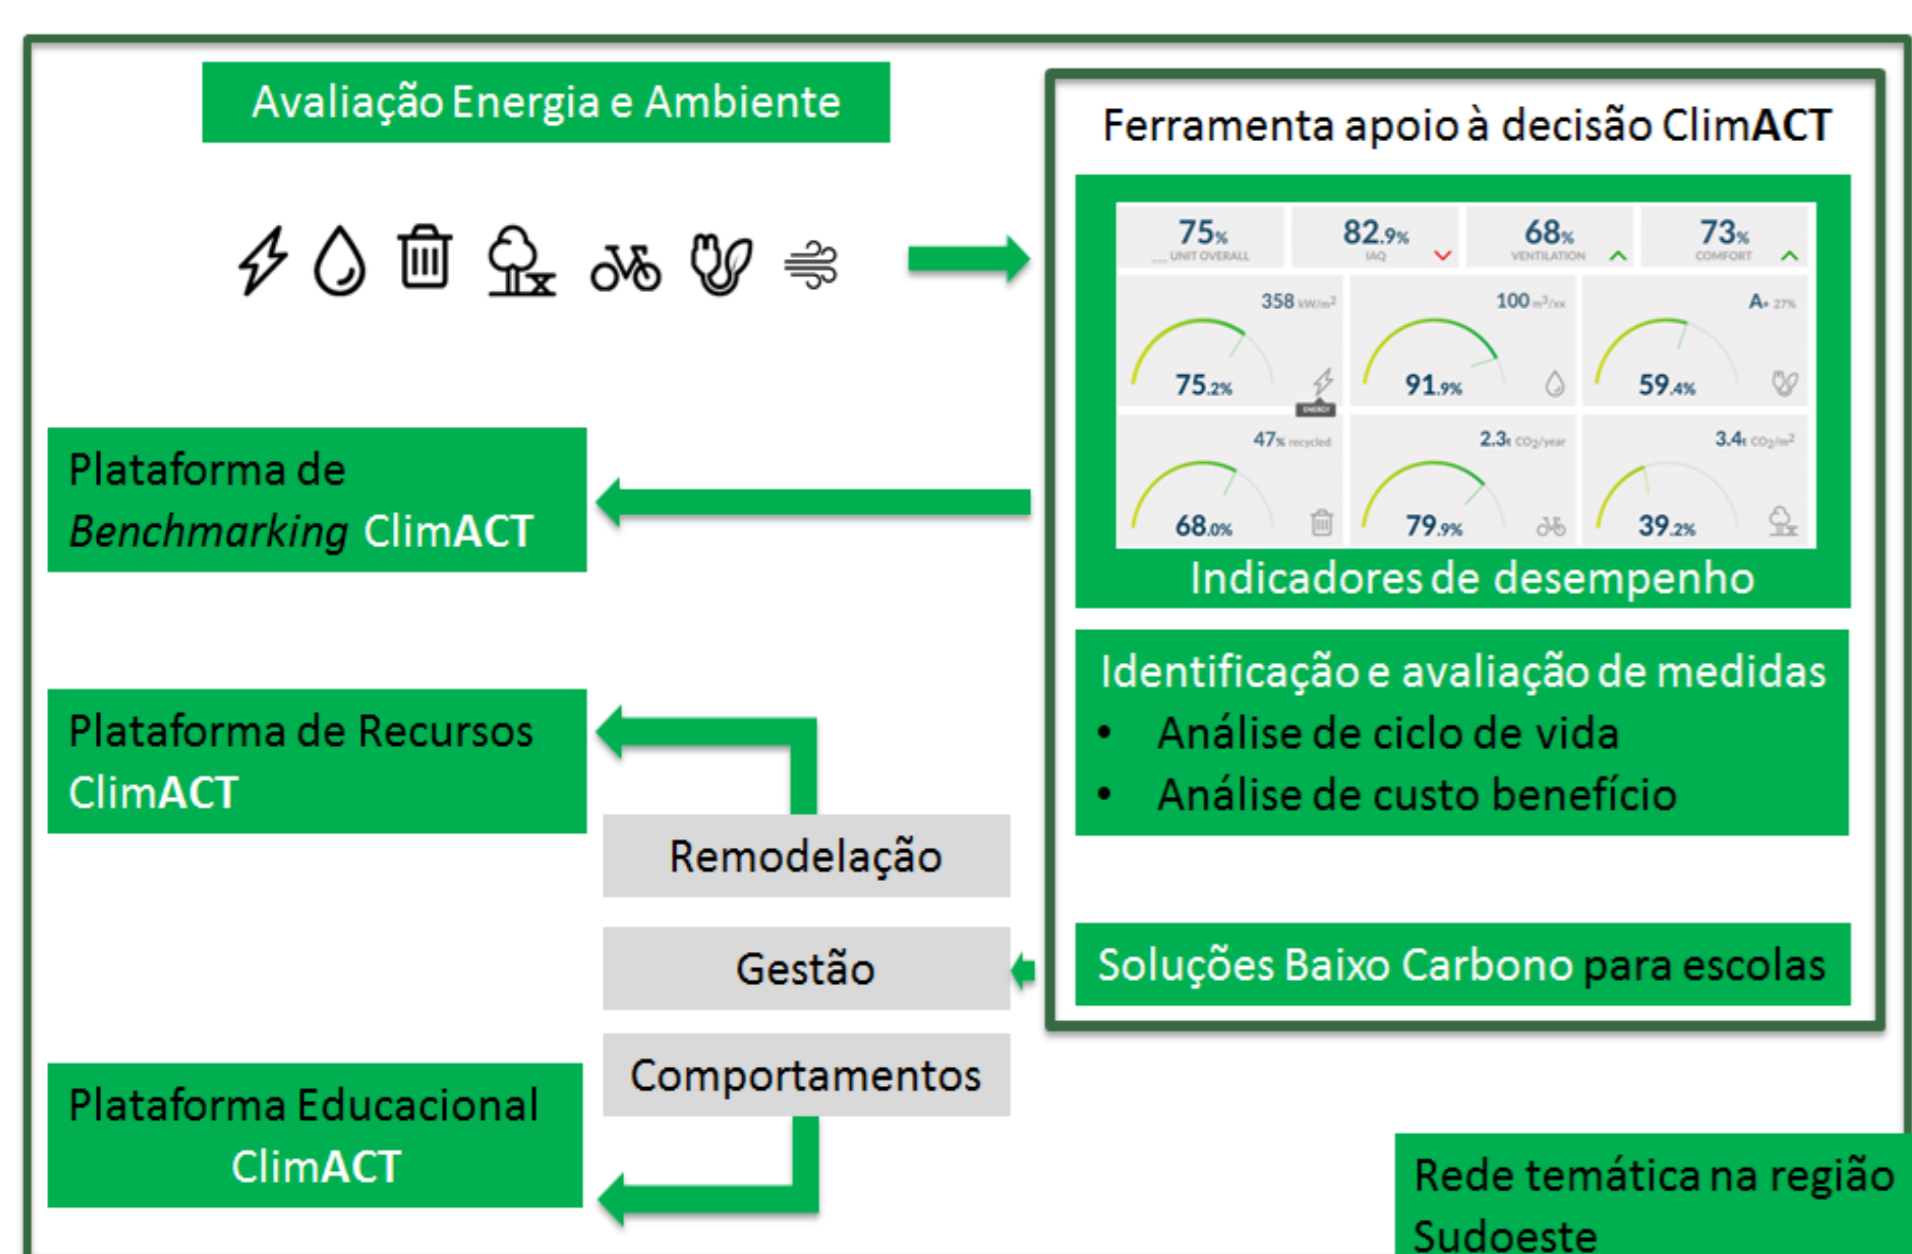 Avaliação Energia e Ambiente
Ferramenta apoio à decisão ClimACT
75%
UNIT OVERALL
82.9%
IAQ
68%
VENTILATION
73%
COMFORT
358 kW/m²
75.2%
ENERGY
100 m³/xx
91.9%
A+ 27%
59.4%
47% recycled
68.0%
2.3t CO₂/year
79.9%
3.4t CO₂/m²
39.2%
Indicadores de desempenho
Identificação e avaliação de medidas
• Análise de ciclo de vida
• Análise de custo benefício
Soluções Baixo Carbono para escolas
Plataforma de
Benchmarking ClimACT
Plataforma de Recursos
ClimACT
Remodelação
Gestão
Comportamentos
Plataforma Educacional
ClimACT
Rede temática na região
Sudoeste